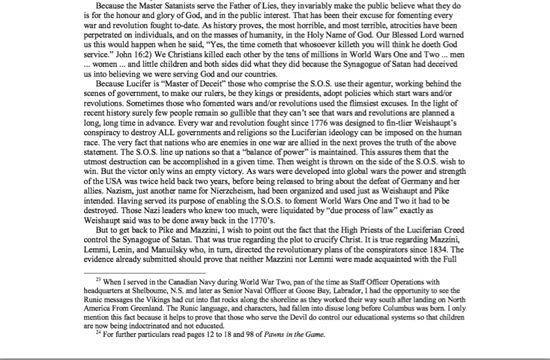 Because the Master Satanists serve the Father of Lies, they invariably make the public believe what they do
is for the honour and glory of God, and in the public interest. That has been their excuse for fomenting every
war and revolution fought to-date. As history proves, the most horrible, and most terrible, atrocities have been
perpetrated on individuals, and on the masses of humanity, in the Holy Name of God. Our Blessed Lord warned
us this would happen when he said, “Yes, the time cometh that whosoever killeth you will think he doeth God
service.” John 16:2) We Christians killed each other by the tens of millions in World Wars One and Two ... men
... women ... and little children and both sides did what they did because the Synagogue of Satan had deceived
us into believing we were serving God and our countries.
Because Lucifer is “Master of Deceit” those who comprise the S.O.S. use their agentur, working behind the
scenes of government, to make our rulers, be they kings or presidents, adopt policies which start wars and/or
revolutions. Sometimes those who fomented wars and/or revolutions used the flimsiest excuses. In the light of
recent history surely few people remain so gullible that they can’t see that wars and revolutions are planned a
long, long time in advance. Every war and revolution fought since 1776 was designed to fin-tlier Weishaupt’s
conspiracy to destroy ALL governments and religions so the Luciferian ideology can be imposed on the human
race. The very fact that nations who are enemies in one war are allied in the next proves the truth of the above
statement. The S.O.S. line up nations so that a “balance of power” is maintained. This assures them that the
utmost destruction can be accomplished in a given time. Then weight is thrown on the side of the S.O.S. wish to
win. But the victor only wins an empty victory. As wars were developed into global wars the power and strength
of the USA was twice held back two years, before being released to bring about the defeat of Germany and her
allies. Nazism, just another name for Nierzcheism, had been organized and used just as Weishaupt and Pike
intended. Having served its purpose of enabling the S.O.S. to foment World Wars One and Two it had to be
destroyed. Those Nazi leaders who knew too much, were liquidated by “due process of law” exactly as
Weishaupt said was to be done away back in the 1770’s.
But to get back to Pike and Mazzini, I wish to point out the fact that the High Priests of the Luciferian Creed
control the Synagogue of Satan. That was true regarding the plot to crucify Christ. It is true regarding Mazzini,
Lemmi, Lenin, and Manuilsky who, in turn, directed the revolutionary plans of the conspirators since 1834. The
evidence already submitted should prove that neither Mazzini nor Lemmi were made acquainted with the Full
23 When I served in the Canadian Navy during World War Two, pan of the time as Staff Officer Operations with
headquarters at Shelbourne, N.S. and later as Senior Naval Officer at Goose Bay, Labrador, I had the opportunity to see the
Runic messages the Vikings had cut into flat rocks along the shoreline as they worked their way south after landing on North
America From Greenland. The Runic language, and characters, had fallen into disuse long before Columbus was born. I only
mention this fact because it helps to prove that those who serve the Devil do control our educational systems so that children
are now being indoctrinated and not educated.
24 For further particulars read pages 12 to 18 and 98 of Pawns in the Game.